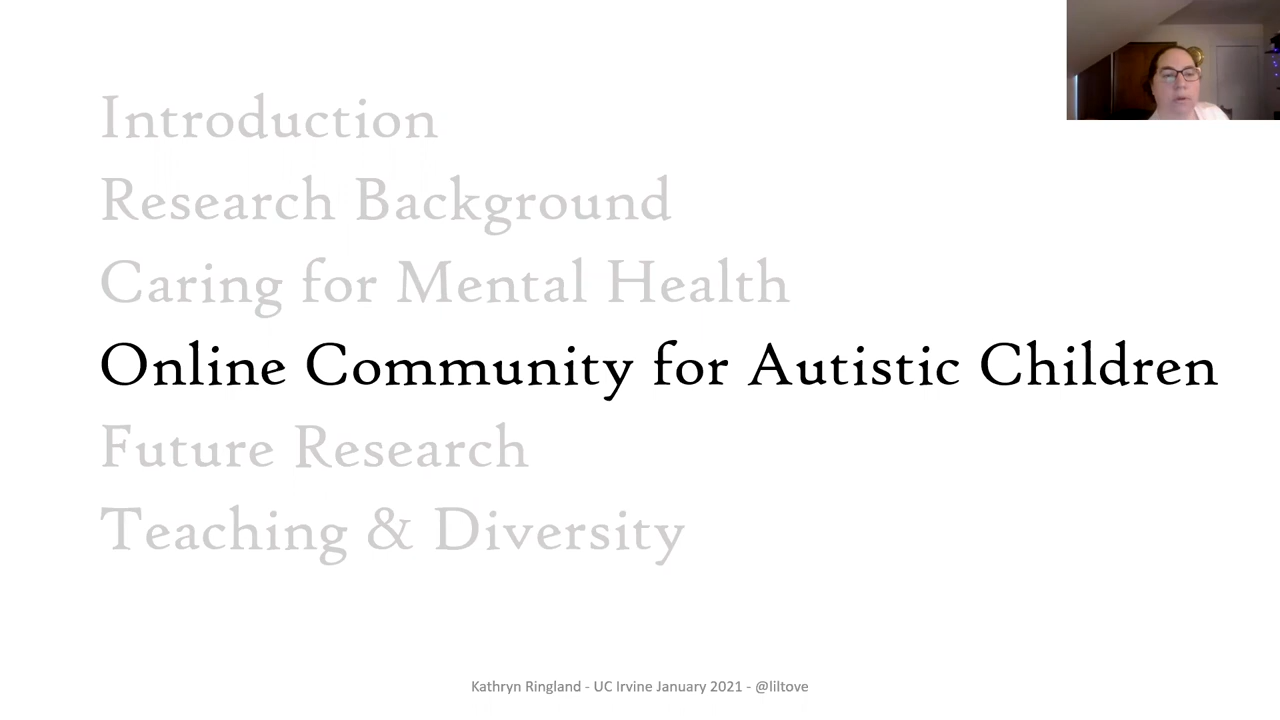 Introduction
Research Background
Caring for Mental Health
Online Community for Autistic Children
Future Research
Teaching & Diversity
Kathryn Ringland - UC Irvine January 2021 - @liltove